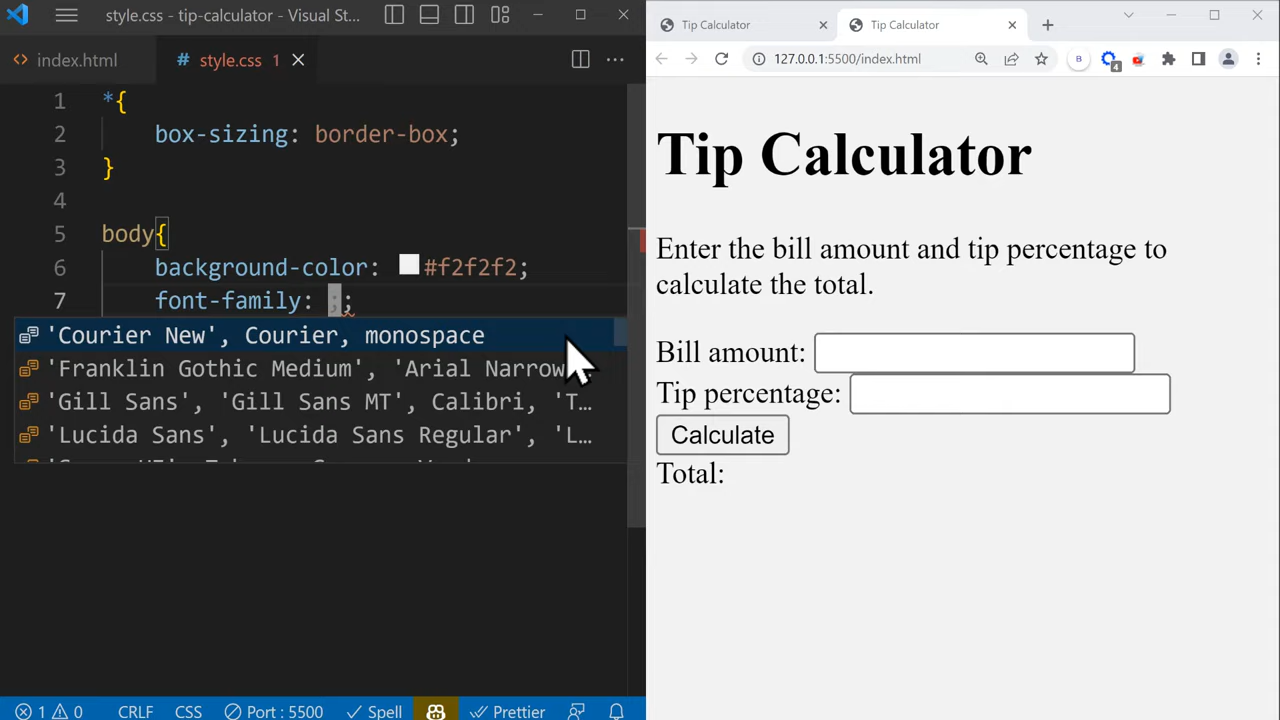 style.css - tip-calculator - Visual St...
index.html
# style.css 1
1 *{
2 box-sizing: border-box;
3 }
4
5 body{
6 background-color: #f2f2f2;
7 font-family: ;;
'Courier New', Courier, monospace
'Franklin Gothic Medium', 'Arial Narrow
'Gill Sans', 'Gill Sans MT', Calibri, 'T…
'Lucida Sans', 'Lucida Sans Regular', 'L…
1 0 CRLF CSS Port : 5500 Spell Prettier
Tip Calculator
Tip Calculator
127.0.0.1:5500/index.html
B
4
Tip Calculator
Enter the bill amount and tip percentage to
calculate the total.
Bill amount:
Tip percentage:
Calculate
Total: